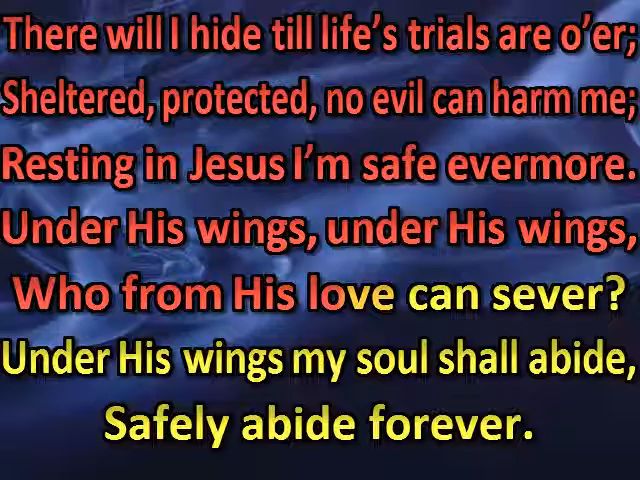 There will I hide till life’s trials are o’er;
Sheltered, protected, no evil can harm me;
Resting in Jesus I’m safe evermore.
Under His wings, under His wings,
Who from His love can sever?
Under His wings my soul shall abide,
Safely abide forever.